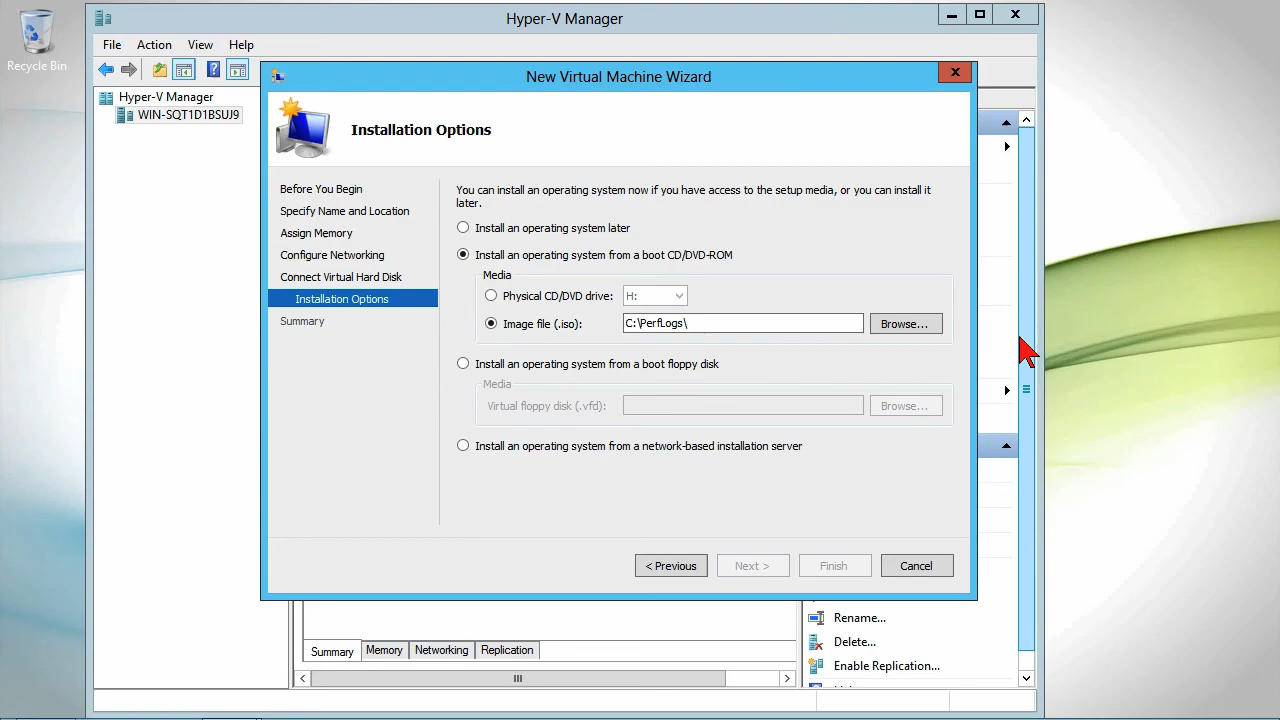 Recycle Bin
Hyper-V Manager
File Action View Help
Hyper-V Manager
WIN-SQT1D1BSUJ9
New Virtual Machine Wizard
Installation Options
Before You Begin
Specify Name and Location
Assign Memory
Configure Networking
Connect Virtual Hard Disk
Installation Options
Summary
You can install an operating system now if you have access to the setup media, or you can install it
later.
Install an operating system later
Install an operating system from a boot CD/DVD-ROM
Media
Physical CD/DVD drive: H:
Image file (.iso): C:\PerfLogs\ Browse...
Install an operating system from a boot floppy disk
Media
Virtual floppy disk (.vfd): Browse...
Install an operating system from a network-based installation server
< Previous Next > Finish Cancel
Summary Memory Networking Replication
Rename...
Delete...
Enable Replication...